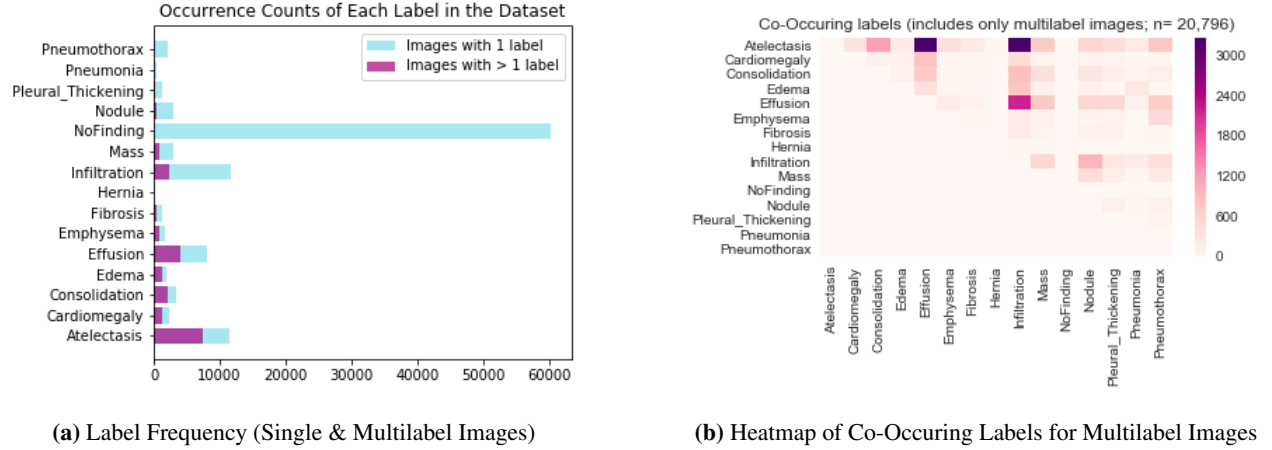 Occurrence Counts of Each Label in the Dataset
Images with 1 label
Images with > 1 label
Pneumothorax
Pneumonia
Pleural_Thickening
Nodule
NoFinding
Mass
Infiltration
Hernia
Fibrosis
Emphysema
Effusion
Edema
Consolidation
Cardiomegaly
Atelectasis
0 10000 20000 30000 40000 50000 60000
(a) Label Frequency (Single & Multilabel Images)
Co-Occuring labels (includes only multilabel images; n= 20,796)
Atelectasis
Cardiomegaly
Consolidation
Edema
Effusion
Emphysema
Fibrosis
Hernia
Infiltration
Mass
NoFinding
Nodule
Pleural_Thickening
Pneumonia
Pneumothorax
Atelectasis
Cardiomegaly
Consolidation
Edema
Effusion
Emphysema
Fibrosis
Hernia
Infiltration
Mass
NoFinding
Nodule
Pleural_Thickening
Pneumonia
Pneumothorax
3000
2400
1800
1200
600
0
(b) Heatmap of Co-Occuring Labels for Multilabel Images